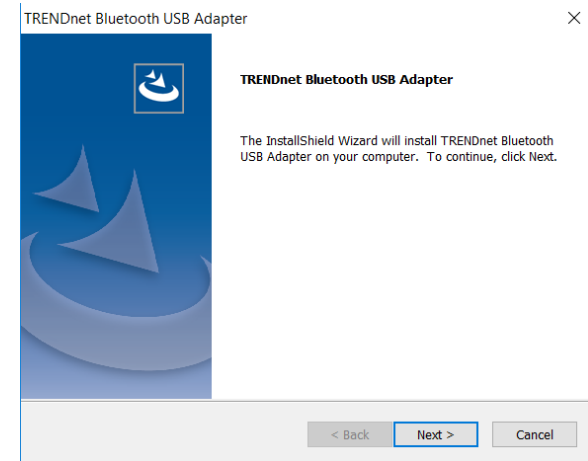 TRENDnet Bluetooth USB Adapter
TRENDnet Bluetooth USB Adapter
The InstallShield Wizard will install TRENDnet Bluetooth
USB Adapter on your computer.  To continue, click Next.
< Back Next > Cancel